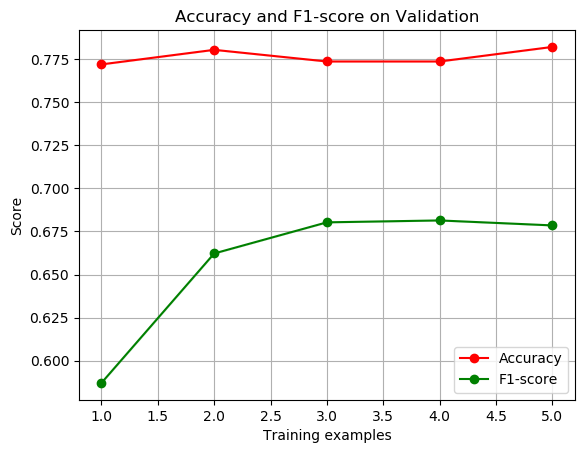 Accuracy and F1-score on Validation
Score
0.775
0.750
0.725
0.700
0.675
0.650
0.625
0.600
1.0 1.5 2.0 2.5 3.0 3.5 4.0 4.5 5.0
Training examples
Accuracy
F1-score